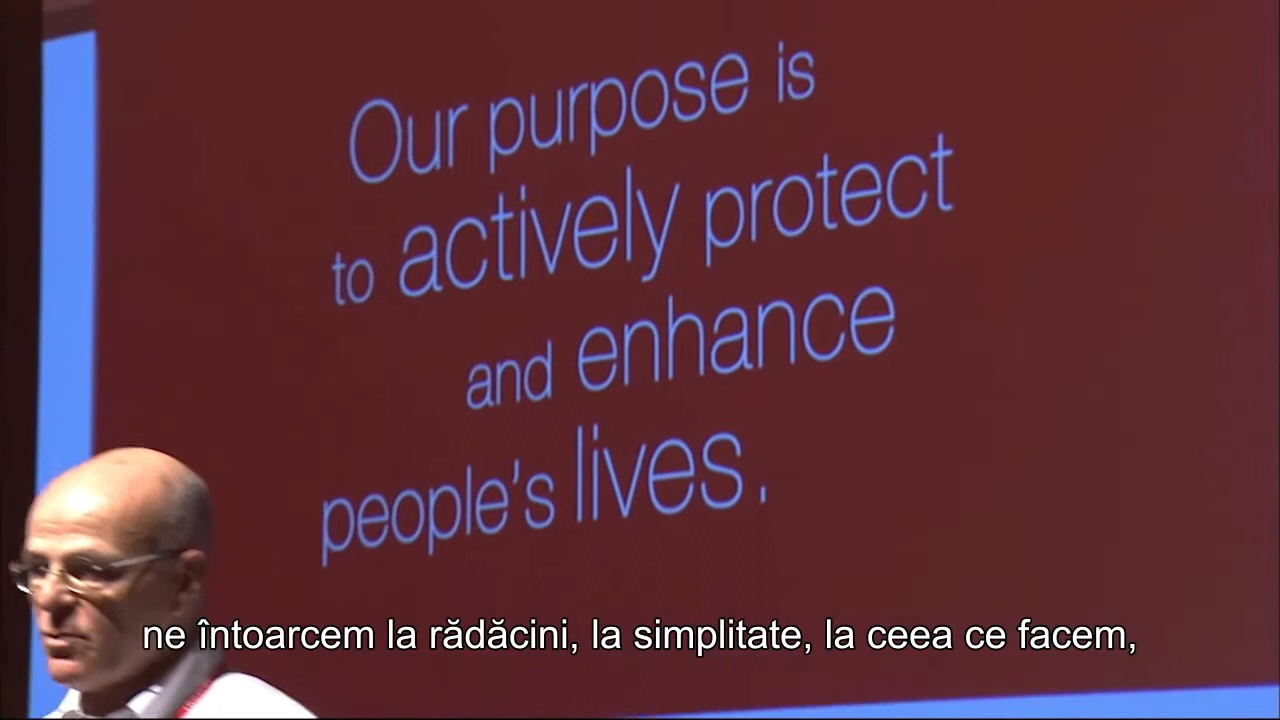 Our purpose is
to actively protect
and enhance
people's lives.
ne întoarcem la rădăcini, la simplitate, la ceea ce facem,